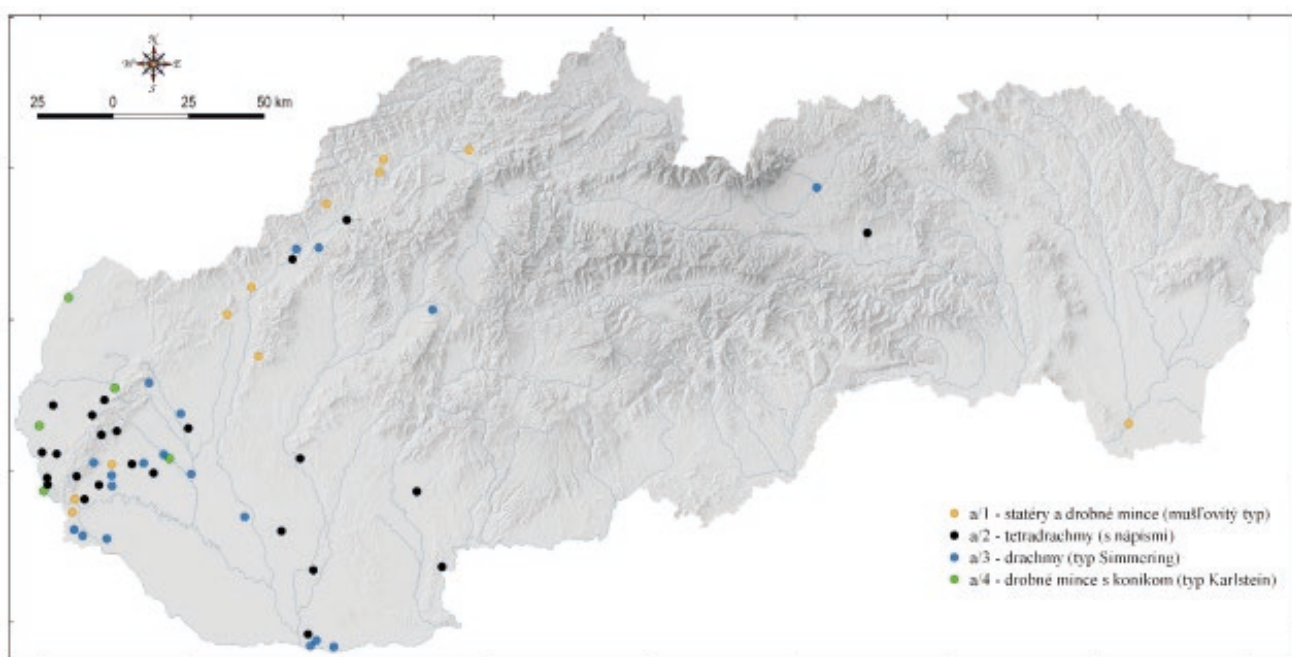 N
W E
S
25 0 25 50 km
a/1 - statéry a drobné mince (mušľovitý typ)
a/2 - tetradrachmy (s nápismi)
a/3 - drachmy (typ Simmering)
a/4 - drobné mince s koníkom (typ Karlstein)